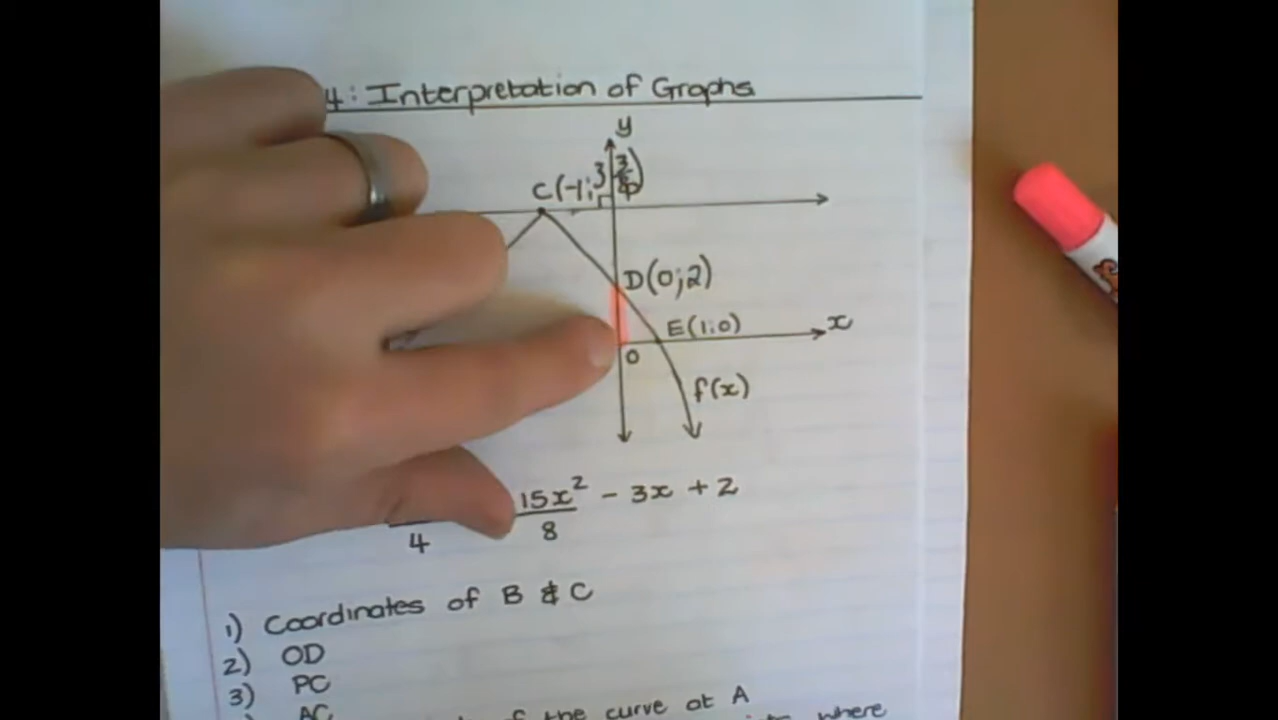 4: Interpretation of Graphs
y
C(-1; 3 3/8)
D(0;2)
E(1;0)
x
0
f(x)
15x² - 3x + 2
4 8
1) Coordinates of B & C
2) OD
3) PC
AC
the curve at A
where